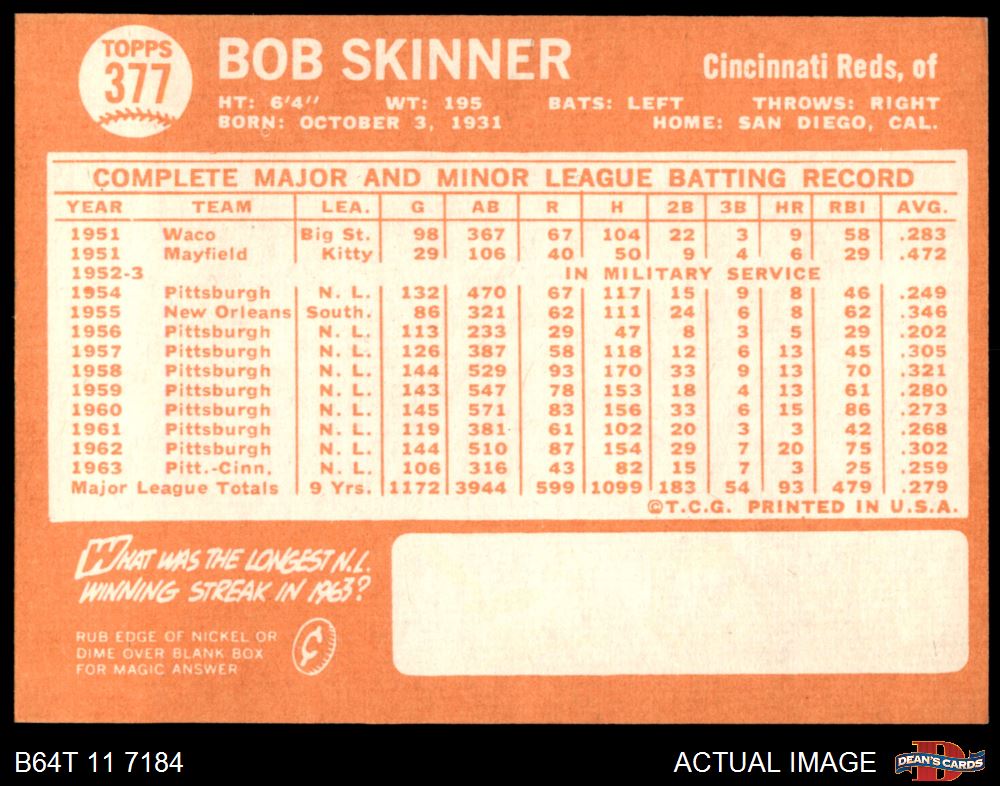 TOPPS
377
BOB SKINNER
Cincinnati Reds, of
HT: 6'4" WT: 195 BATS: LEFT THROWS: RIGHT
BORN: OCTOBER 3, 1931 HOME: SAN DIEGO, CAL.
COMPLETE MAJOR AND MINOR LEAGUE BATTING RECORD
YEAR TEAM LEA. G AB R H 2B 3B HR RBI AVG.
1951 Waco Big St. 98 367 67 104 22 3 9 58 .283
1951 Mayfield Kitty 29 106 40 50 9 4 6 29 .472
1952-3 IN MILITARY SERVICE
1954 Pittsburgh N. L. 132 470 67 117 15 9 8 46 .249
1955 New Orleans South. 86 321 62 111 24 6 8 62 .346
1956 Pittsburgh N. L. 113 233 29 47 8 3 5 29 .202
1957 Pittsburgh N. L. 126 387 58 118 12 6 13 45 .305
1958 Pittsburgh N. L. 144 529 93 170 33 9 13 70 .321
1959 Pittsburgh N. L. 143 547 78 153 18 4 13 61 .280
1960 Pittsburgh N. L. 145 571 83 156 33 6 15 86 .273
1961 Pittsburgh N. L. 119 381 61 102 20 3 3 42 .268
1962 Pittsburgh N. L. 144 510 87 154 29 7 20 75 .302
1963 Pitt.-Cinn. N. L. 106 316 43 82 15 7 3 25 .259
Major League Totals 9 Yrs. 1172 3944 599 1099 183 54 93 479 .279
©T.C.G. PRINTED IN U.S.A.
WHAT WAS THE LONGEST N.L.
WINNING STREAK IN 1963?
RUB EDGE OF NICKEL OR
DIME OVER BLANK BOX
FOR MAGIC ANSWER
¢
B64T 11 7184
ACTUAL IMAGE
D
DEAN'S CARDS